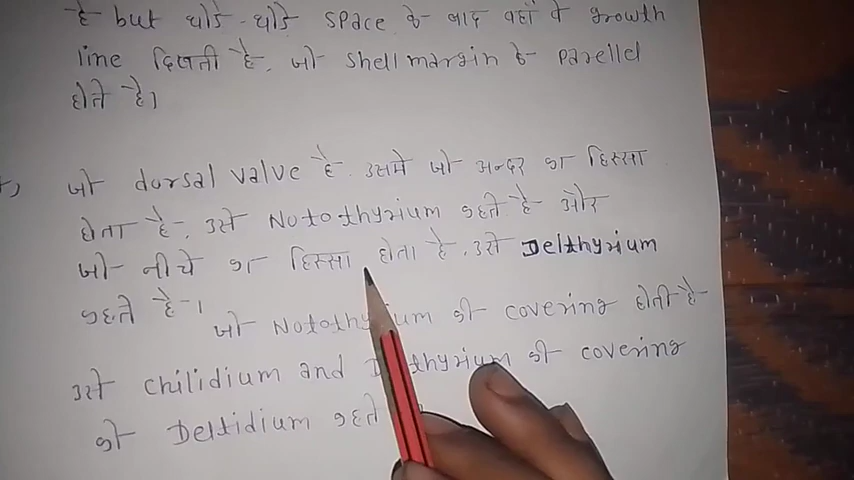 है but थोडे-थोडे space के बाद वहाँ पे growth
line दिखती है, जो shell margin के parellel
होते है।
जो dorsal valve है उसमे जो अन्दर का हिस्सा
होता है, उसे Notothyrium कहते है और
जो नीचे का हिस्सा होता है, उसे Delthyrium
कहते है।
जो Notothyrium की covering होती है
उसे chilidium and Delthyrium की covering
को Deltidium कहते